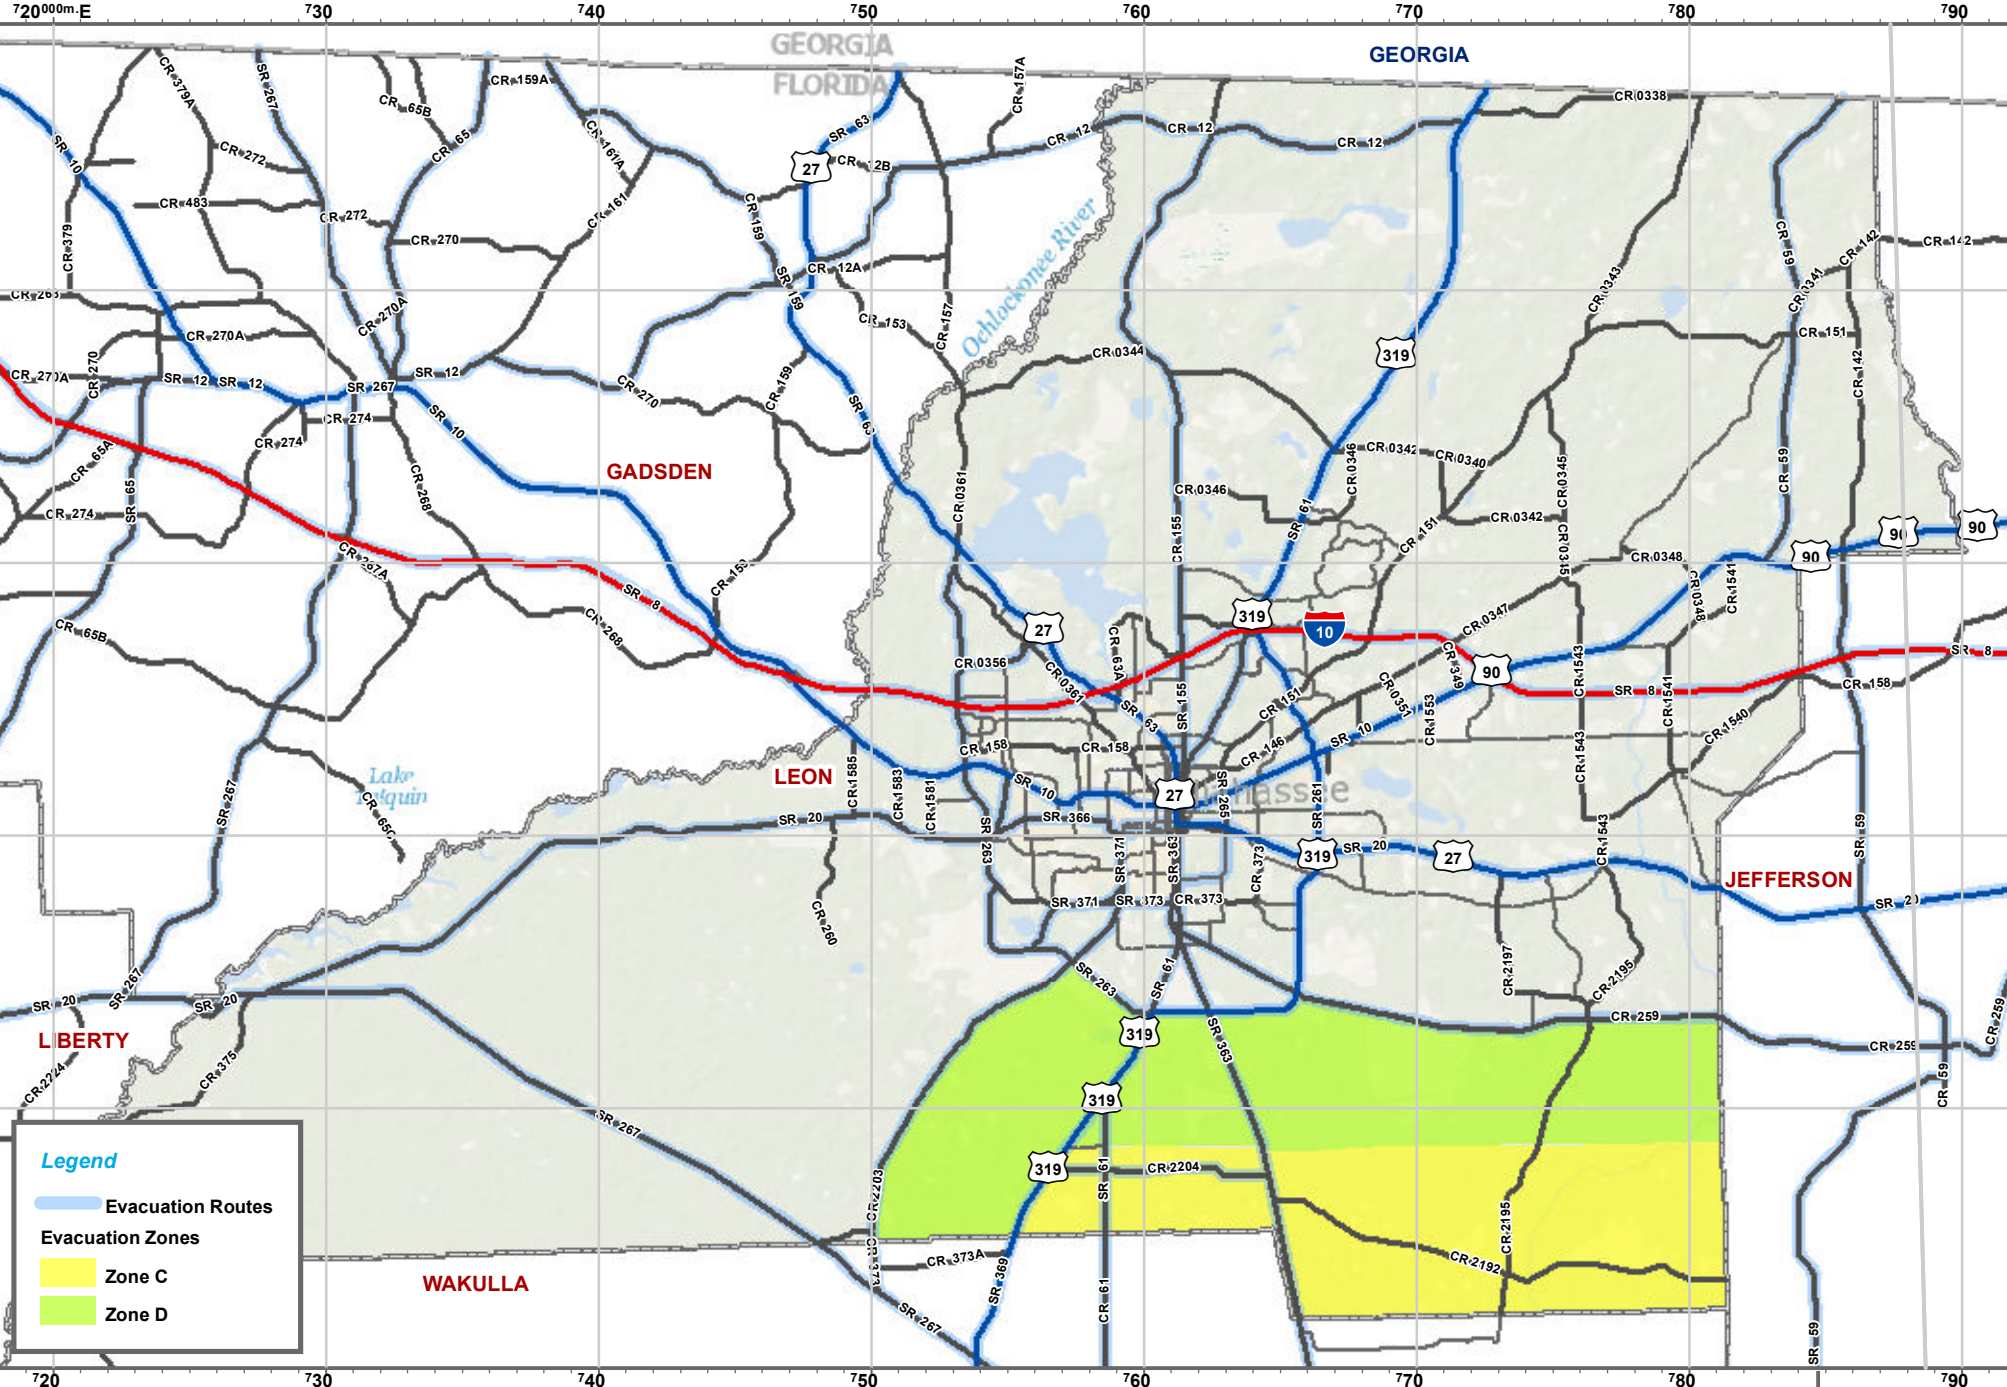 720000m.E
730
740
750
760
770
780
790
GEORGIA
FLORIDA
GEORGIA
CR 379A
SR 267
CR 65B
CR 159A
CR 157A
CR 0338
SR 63
CR 12
CR 12
CR 12
SR 10
CR 272
CR 65
CR 161A
27
CR 12B
CR 483
CR 272
CR 161
CR 159
Ochlockonee River
CR 379
CR 270
CR 12A
CR 59
CR 142
CR 142
CR 0343
CR 0341
SR 159
CR 270A
CR 153
CR 157
CR 270A
CR 151
CR 0344
319
CR 142
CR 270A
CR 270
SR 12
SR 12
SR 267
SR 12
CR 270
CR 159
SR 63
CR 274
CR 274
SR 10
CR 65A
CR 0342
CR 0340
CR 0346
GADSDEN
CR 268
CR 0361
CR 0346
CR 0345
CR 59
SR 65
CR 274
SR 61
CR 0342
CR 155
CR 151
90
90
90
CR 267A
CR 0345
CR 0348
CR 159
CR 0348
CR 1541
SR 8
CR 268
CR 65B
27
319
10
CR 0347
CR 63A
CR 0356
CR 0361
CR 349
90
CR 1543
SR 8
CR 158
CR 0351
SR 8
CR 1541
SR 155
CR 151
SR 63
CR 1553
CR 1540
SR 10
CR 158
CR 158
CR 146
CR 1543
Lake
Talquin
LEON
CR 1585
CR 1583
CR 1581
SR 10
27
SR 265
SR 261
SR 267
CR 65C
SR 20
SR 366
SR 263
SR 371
SR 363
CR 373
319
SR 20
27
CR 1543
SR 59
JEFFERSON
CR 260
SR 371
SR 373
CR 373
SR 20
SR 267
SR 263
SR 61
CR 2197
CR 2195
SR 20
SR 20
LIBERTY
319
SR 363
CR 259
CR 259
CR 259
CR 2224
CR 375
319
CR 59
SR 267
Legend
Evacuation Routes
Evacuation Zones
Zone C
Zone D
319
SR 61
CR 2204
CR 2203
CR 2195
CR 373
CR 373A
CR 2192
WAKULLA
SR 369
CR 61
SR 267
SR 59
720
730
740
750
760
770
780
790